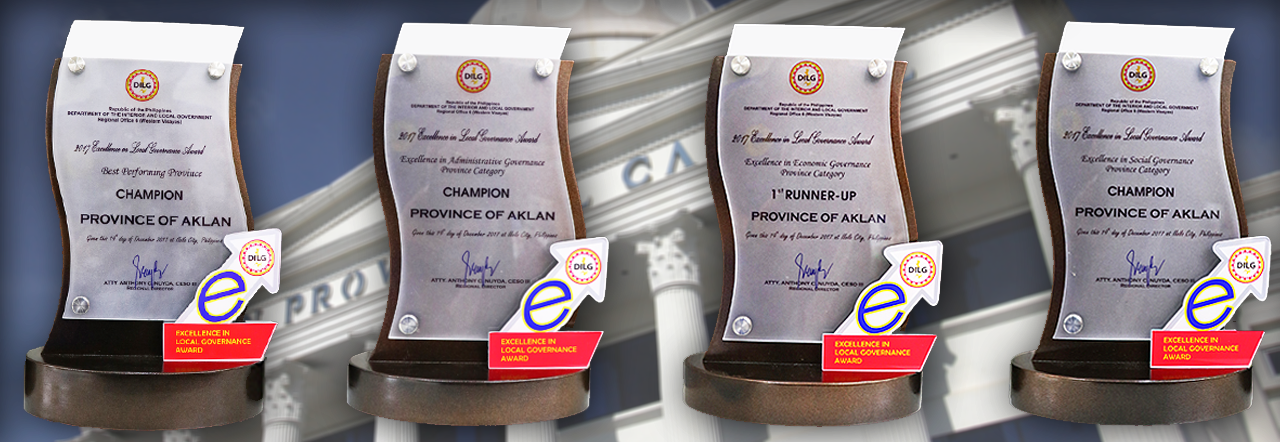 DILG
Republic of the Philippines
DEPARTMENT OF THE INTERIOR AND LOCAL GOVERNMENT
Regional Office 6 (Western Visayas)
2017 Excellence in Local Governance Award
Best Performing Province
CHAMPION
PROVINCE OF AKLAN
Given this 14th day of December 2017 at Iloilo City, Philippines
ATTY. ANTHONY C. NUYDA, CESO III
REGIONAL DIRECTOR
DILG
e
EXCELLENCE IN
LOCAL GOVERNANCE
AWARD
DILG
Republic of the Philippines
DEPARTMENT OF THE INTERIOR AND LOCAL GOVERNMENT
Regional Office 6 (Western Visayas)
2017 Excellence in Local Governance Award
Excellence in Administrative Governance
Province Category
CHAMPION
PROVINCE OF AKLAN
Given this 14th day of December 2017 at Iloilo City, Philippines
ATTY. ANTHONY C. NUYDA, CESO III
REGIONAL DIRECTOR
DILG
e
EXCELLENCE IN
LOCAL GOVERNANCE
AWARD
DILG
Republic of the Philippines
DEPARTMENT OF THE INTERIOR AND LOCAL GOVERNMENT
Regional Office 6 (Western Visayas)
2017 Excellence in Local Governance Award
Excellence in Economic Governance
Province Category
1ST RUNNER-UP
PROVINCE OF AKLAN
Given this 14th day of December 2017 at Iloilo City, Philippines
ATTY. ANTHONY C. NUYDA, CESO III
REGIONAL DIRECTOR
DILG
e
EXCELLENCE IN
LOCAL GOVERNANCE
AWARD
DILG
Republic of the Philippines
DEPARTMENT OF THE INTERIOR AND LOCAL GOVERNMENT
Regional Office 6 (Western Visayas)
2017 Excellence in Local Governance Award
Excellence in Social Governance
Province Category
CHAMPION
PROVINCE OF AKLAN
Given this 14th day of December 2017 at Iloilo City, Philippines
ATTY. ANTHONY C. NUYDA, CESO III
REGIONAL DIRECTOR
DILG
e
EXCELLENCE IN
LOCAL GOVERNANCE
AWARD